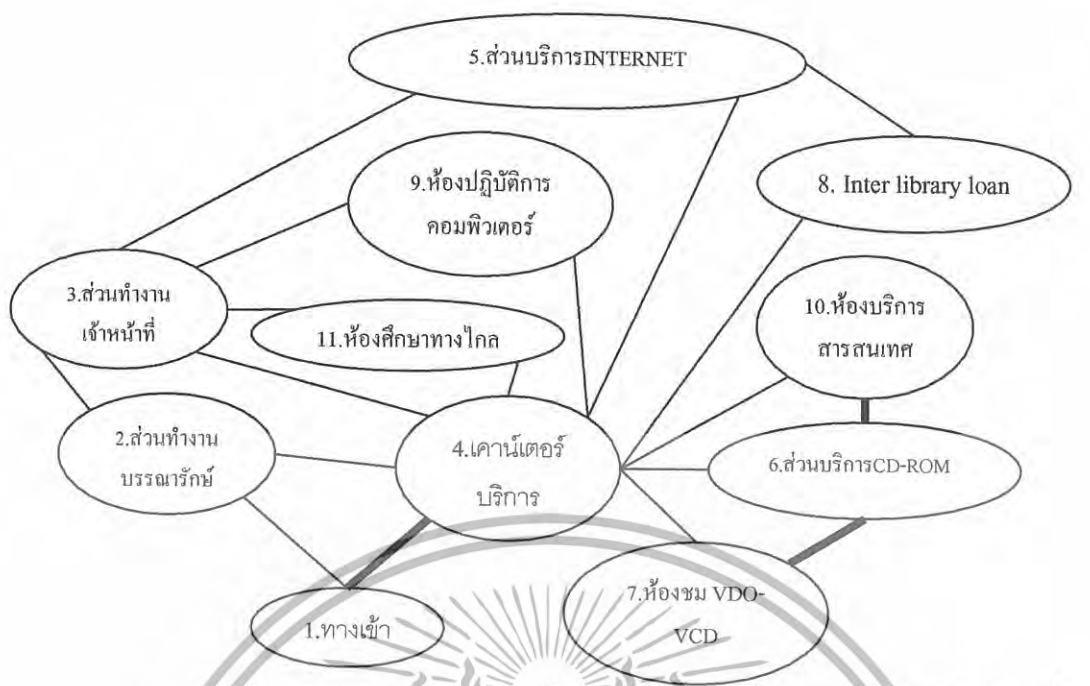 5.ส่วนบริการINTERNET
9.ห้องปฏิบัติการ
คอมพิวเตอร์
8. Inter library loan
3.ส่วนทำงาน
เจ้าหน้าที่
11.ห้องศึกษาทางไกล
10.ห้องบริการ
สารสนเทศ
2.ส่วนทำงาน
บรรณารักษ์
4.เคาน์เตอร์
บริการ
6.ส่วนบริการCD-ROM
7.ห้องชม VDO-
VCD
1.ทางเข้า